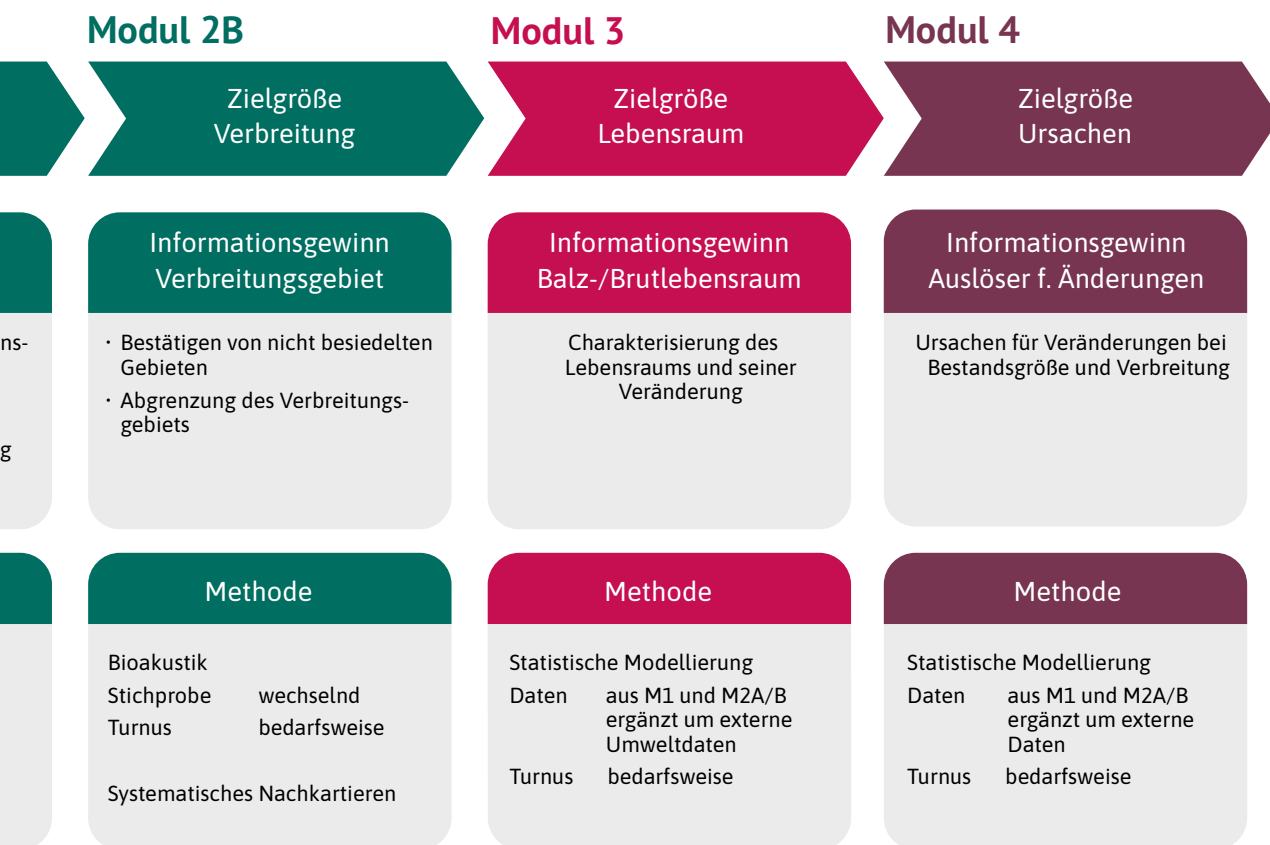 Modul 2B
Modul 3
Modul 4
Zielgröße
Verbreitung
Zielgröße
Lebensraum
Zielgröße
Ursachen
Informationsgewinn
Verbreitungsgebiet
Informationsgewinn
Balz-/Brutlebensraum
Informationsgewinn
Auslöser f. Änderungen
ns-
g
· Bestätigen von nicht besiedelten
Gebieten
· Abgrenzung des Verbreitungs-
gebiets
Charakterisierung des
Lebensraums und seiner
Veränderung
Ursachen für Veränderungen bei
Bestandsgröße und Verbreitung
Methode
Bioakustik
Stichprobe wechselnd
Turnus bedarfsweise
Systematisches Nachkartieren
Methode
Statistische Modellierung
Daten aus M1 und M2A/B
ergänzt um externe
Umweltdaten
Turnus bedarfsweise
Methode
Statistische Modellierung
Daten aus M1 und M2A/B
ergänzt um externe
Daten
Turnus bedarfsweise